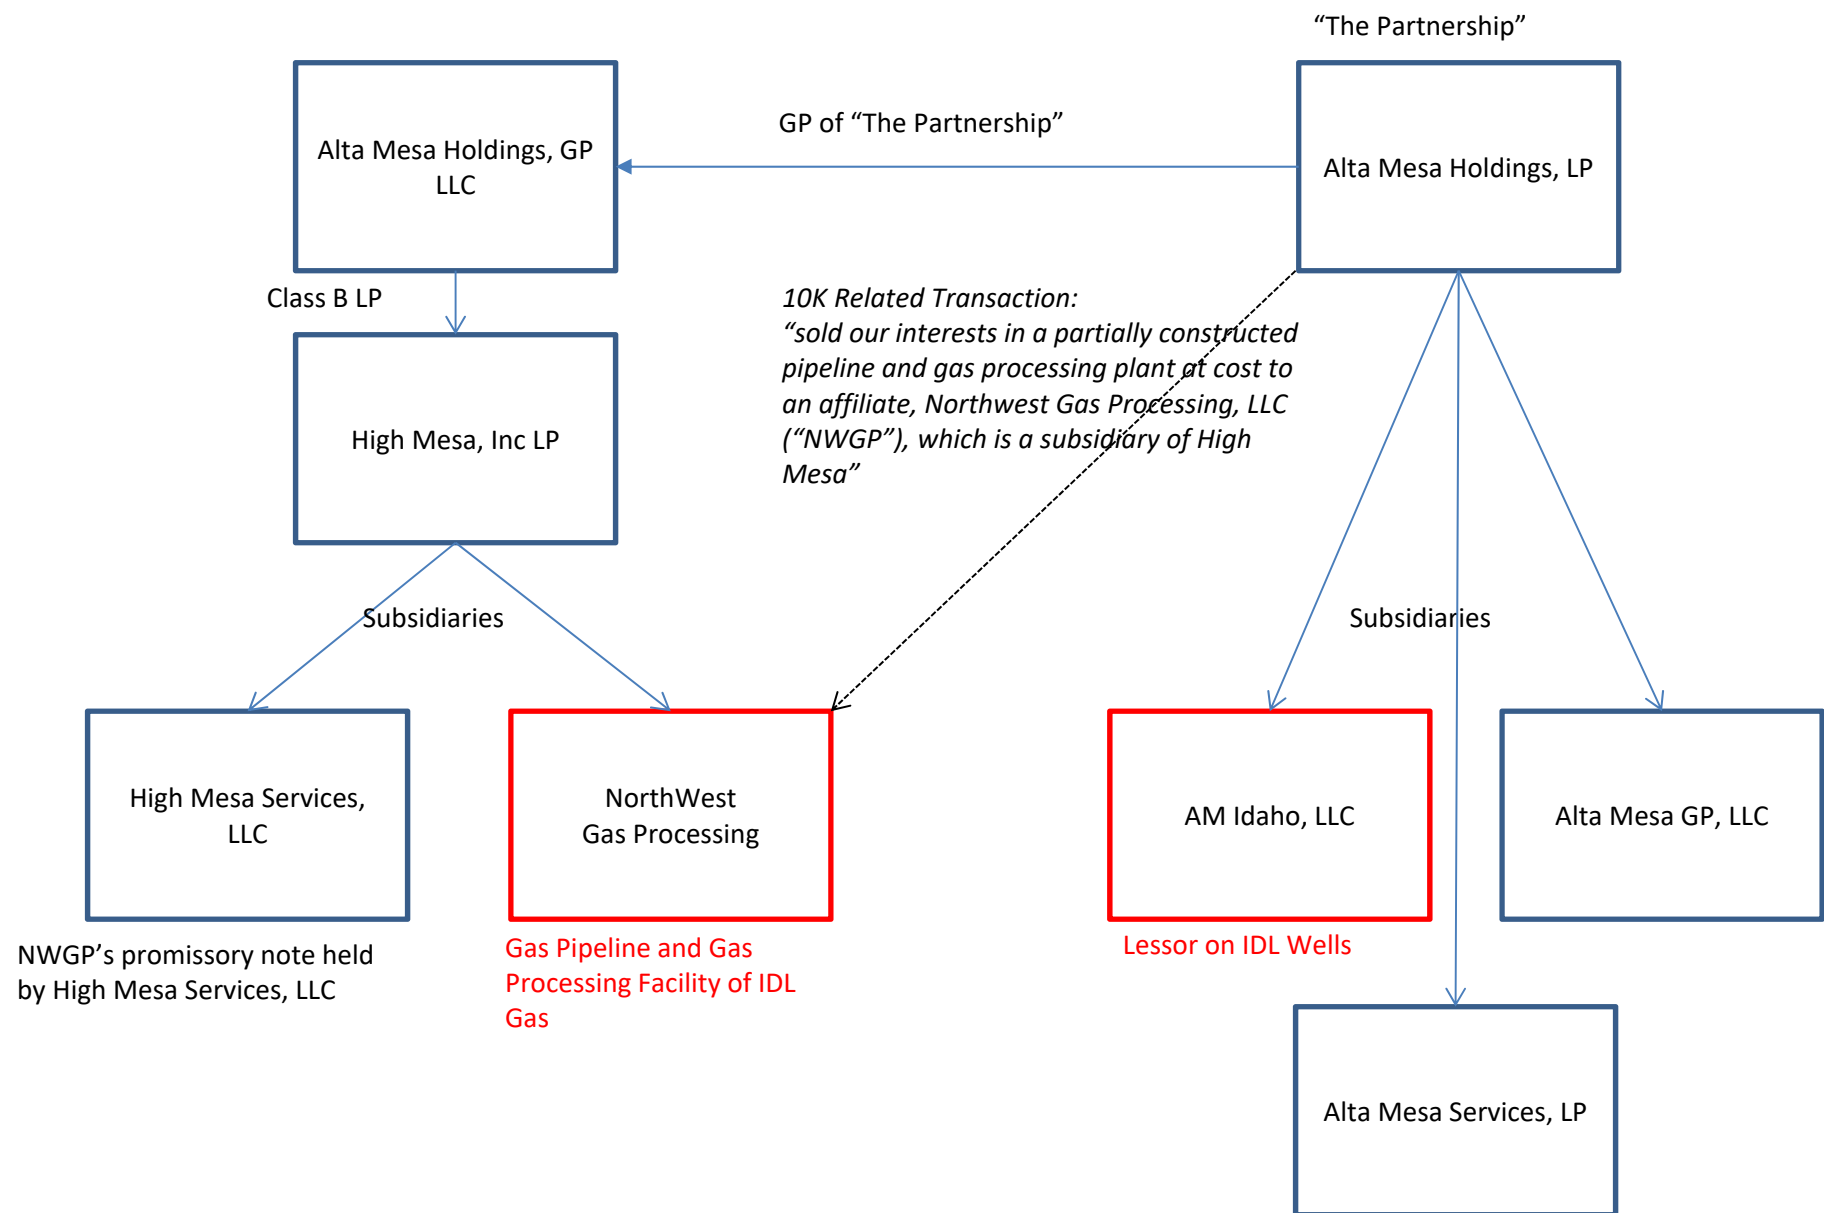 “The Partnership”
Alta Mesa Holdings, GP
LLC
GP of “The Partnership”
Alta Mesa Holdings, LP
Class B LP
10K Related Transaction:
“sold our interests in a partially constructed
pipeline and gas processing plant at cost to
an affiliate, Northwest Gas Processing, LLC
(“NWGP”), which is a subsidiary of High
Mesa”
High Mesa, Inc LP
Subsidiaries
Subsidiaries
High Mesa Services,
LLC
NorthWest
Gas Processing
AM Idaho, LLC
Alta Mesa GP, LLC
NWGP’s promissory note held
by High Mesa Services, LLC
Gas Pipeline and Gas
Processing Facility of IDL
Gas
Lessor on IDL Wells
Alta Mesa Services, LP